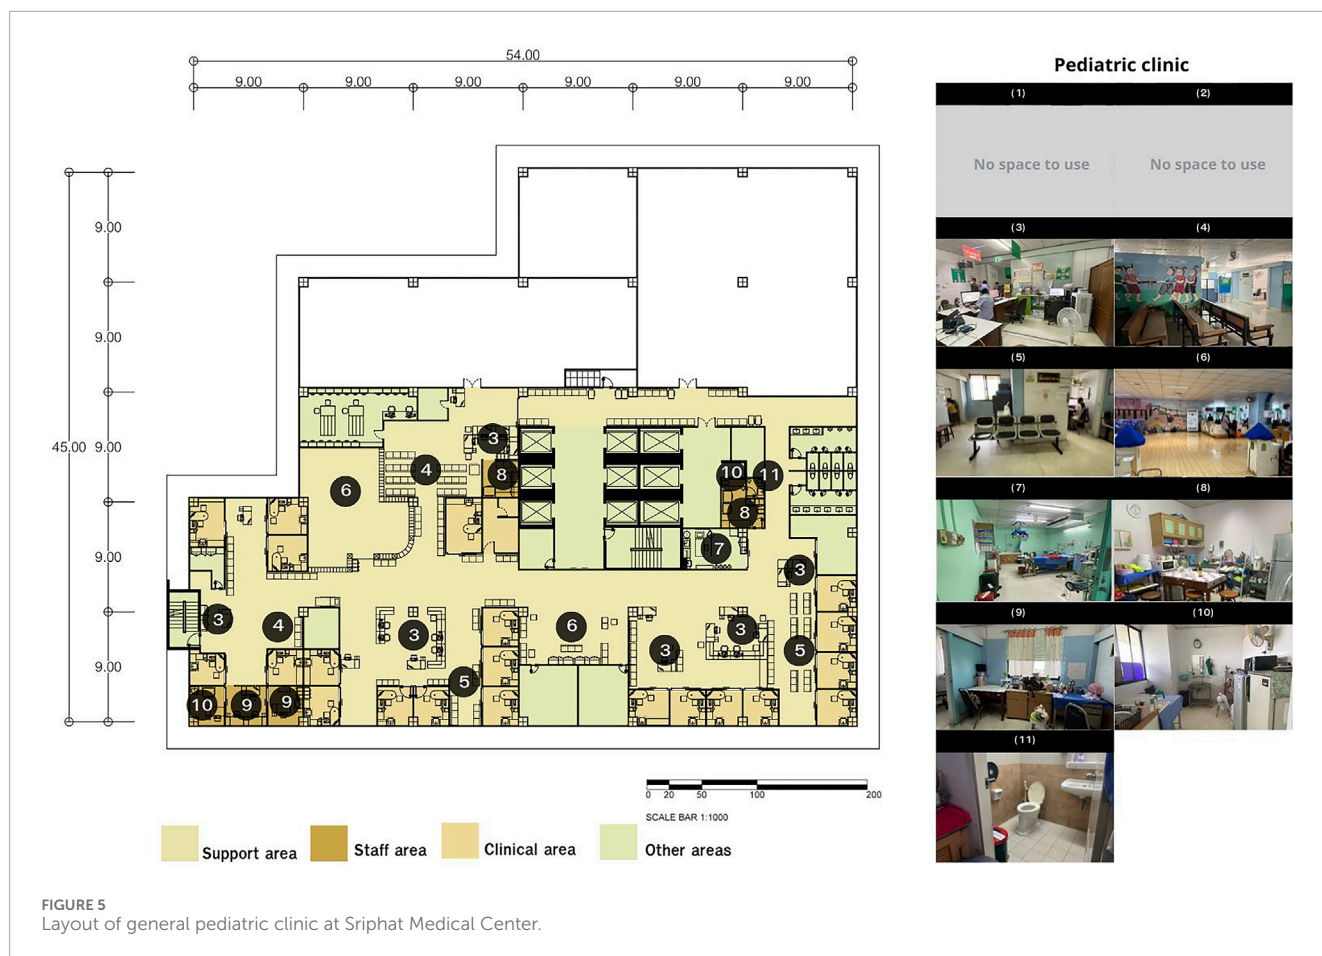 54.00
9.00 9.00 9.00 9.00 9.00 9.00
Pediatric clinic
(1) (2)
No space to use No space to use
(3) (4)
(5) (6)
(7) (8)
(9) (10)
(11)
9.00
9.00
45.00 9.00
9.00
9.00
3
4
8
6
10
11
8
7
3
3
4
3
6
3
3
5
5
10
9
9
0 20 50 100 200
SCALE BAR 1:1000
Support area
Staff area
Clinical area
Other areas
FIGURE 5
Layout of general pediatric clinic at Sriphat Medical Center.